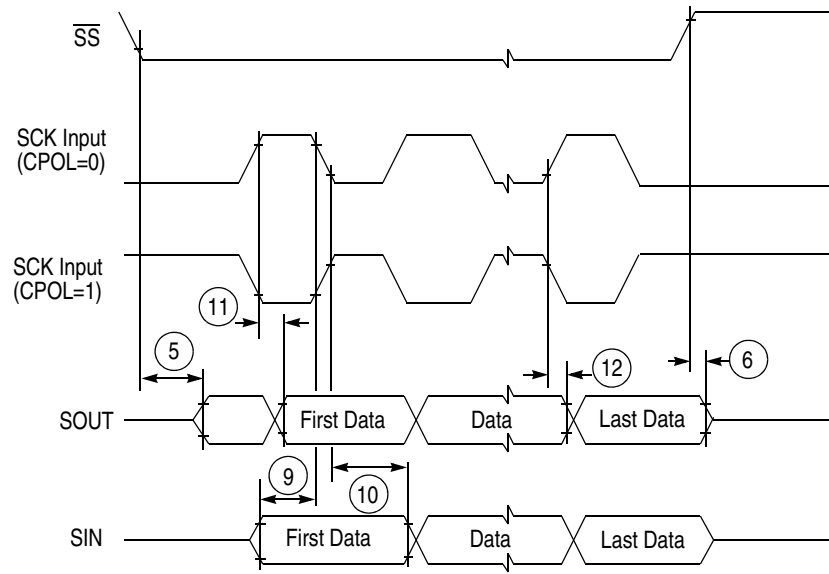 SS
SCK Input
(CPOL=0)
SCK Input
(CPOL=1)
11
5
12
6
SOUT
First Data
Data
Last Data
9
10
SIN
First Data
Data
Last Data